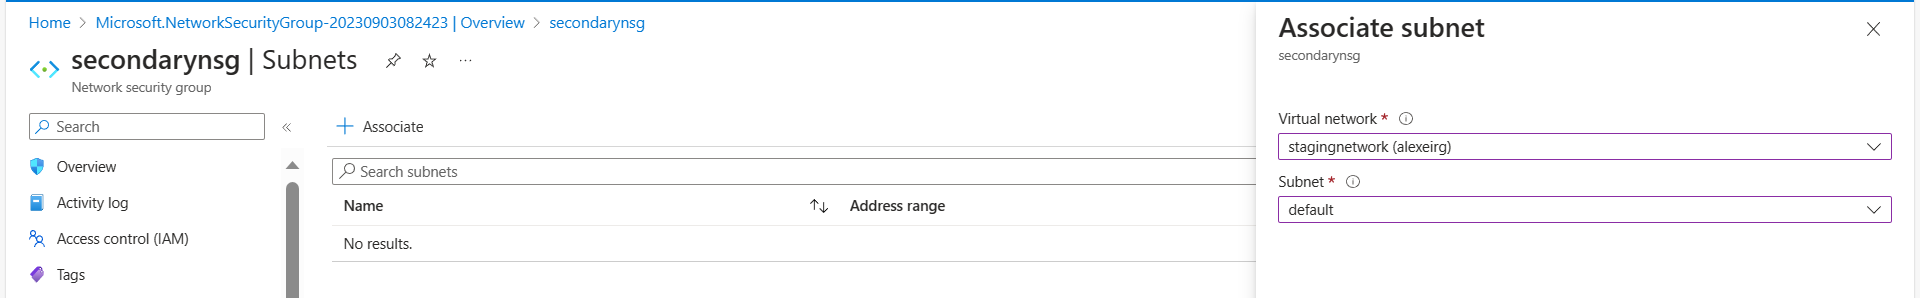 Home > Microsoft.NetworkSecurityGroup-20230903082423 | Overview > secondarynsg
secondarynsg | Subnets
Network security group
Search
Overview
Activity log
Access control (IAM)
Tags
Associate
Search subnets
Name Address range
No results.
Associate subnet
secondarynsg
Virtual network *
stagingnetwork (alexeirg)
Subnet *
default